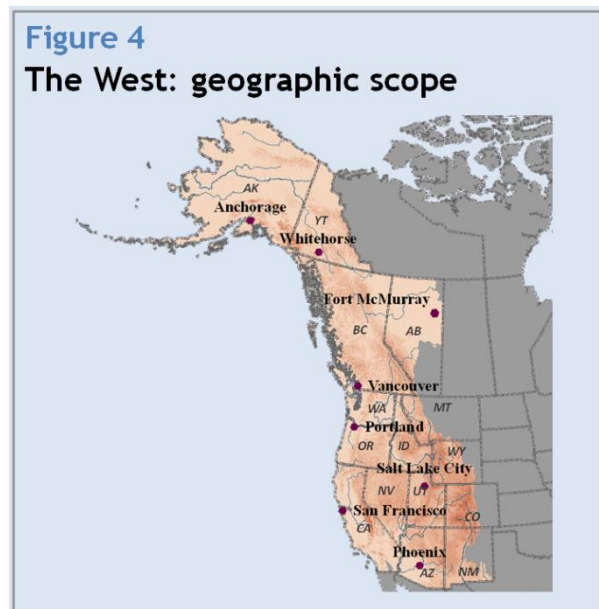 Figure 4
The West: geographic scope
AK
Anchorage
YT
Whitehorse
Fort McMurray
BC
AB
Vancouver
WA
MT
Portland
OR
ID
WY
Salt Lake City
NV
UT
San Francisco
CA
CO
Phoenix
AZ
NM